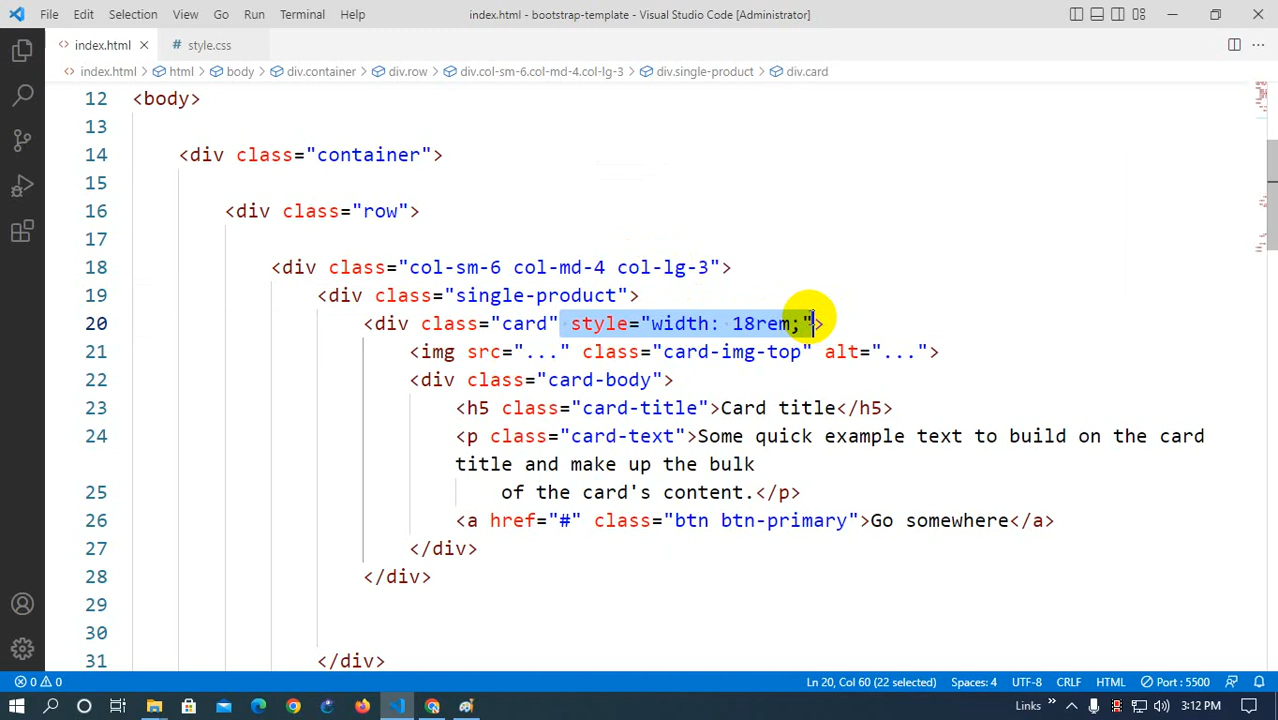 File Edit Selection View Go Run Terminal Help index.html - bootstrap-template - Visual Studio Code [Administrator]
index.html style.css
index.html html body div.container div.row div.col-sm-6.col-md-4.col-lg-3 div.single-product div.card
12 <body>
13
14 <div class="container">
15
16 <div class="row">
17
18 <div class="col-sm-6 col-md-4 col-lg-3">
19 <div class="single-product">
20 <div class="card" style="width: 18rem;">
21 <img src="..." class="card-img-top" alt="...">
22 <div class="card-body">
23 <h5 class="card-title">Card title</h5>
24 <p class="card-text">Some quick example text to build on the card
title and make up the bulk
of the card's content.</p>
25
26 <a href="#" class="btn btn-primary">Go somewhere</a>
27 </div>
28 </div>
29
30
31 </div>
0 0 Ln 20, Col 60 (22 selected) Spaces: 4 UTF-8 CRLF HTML Port : 5500
Links 3:12 PM